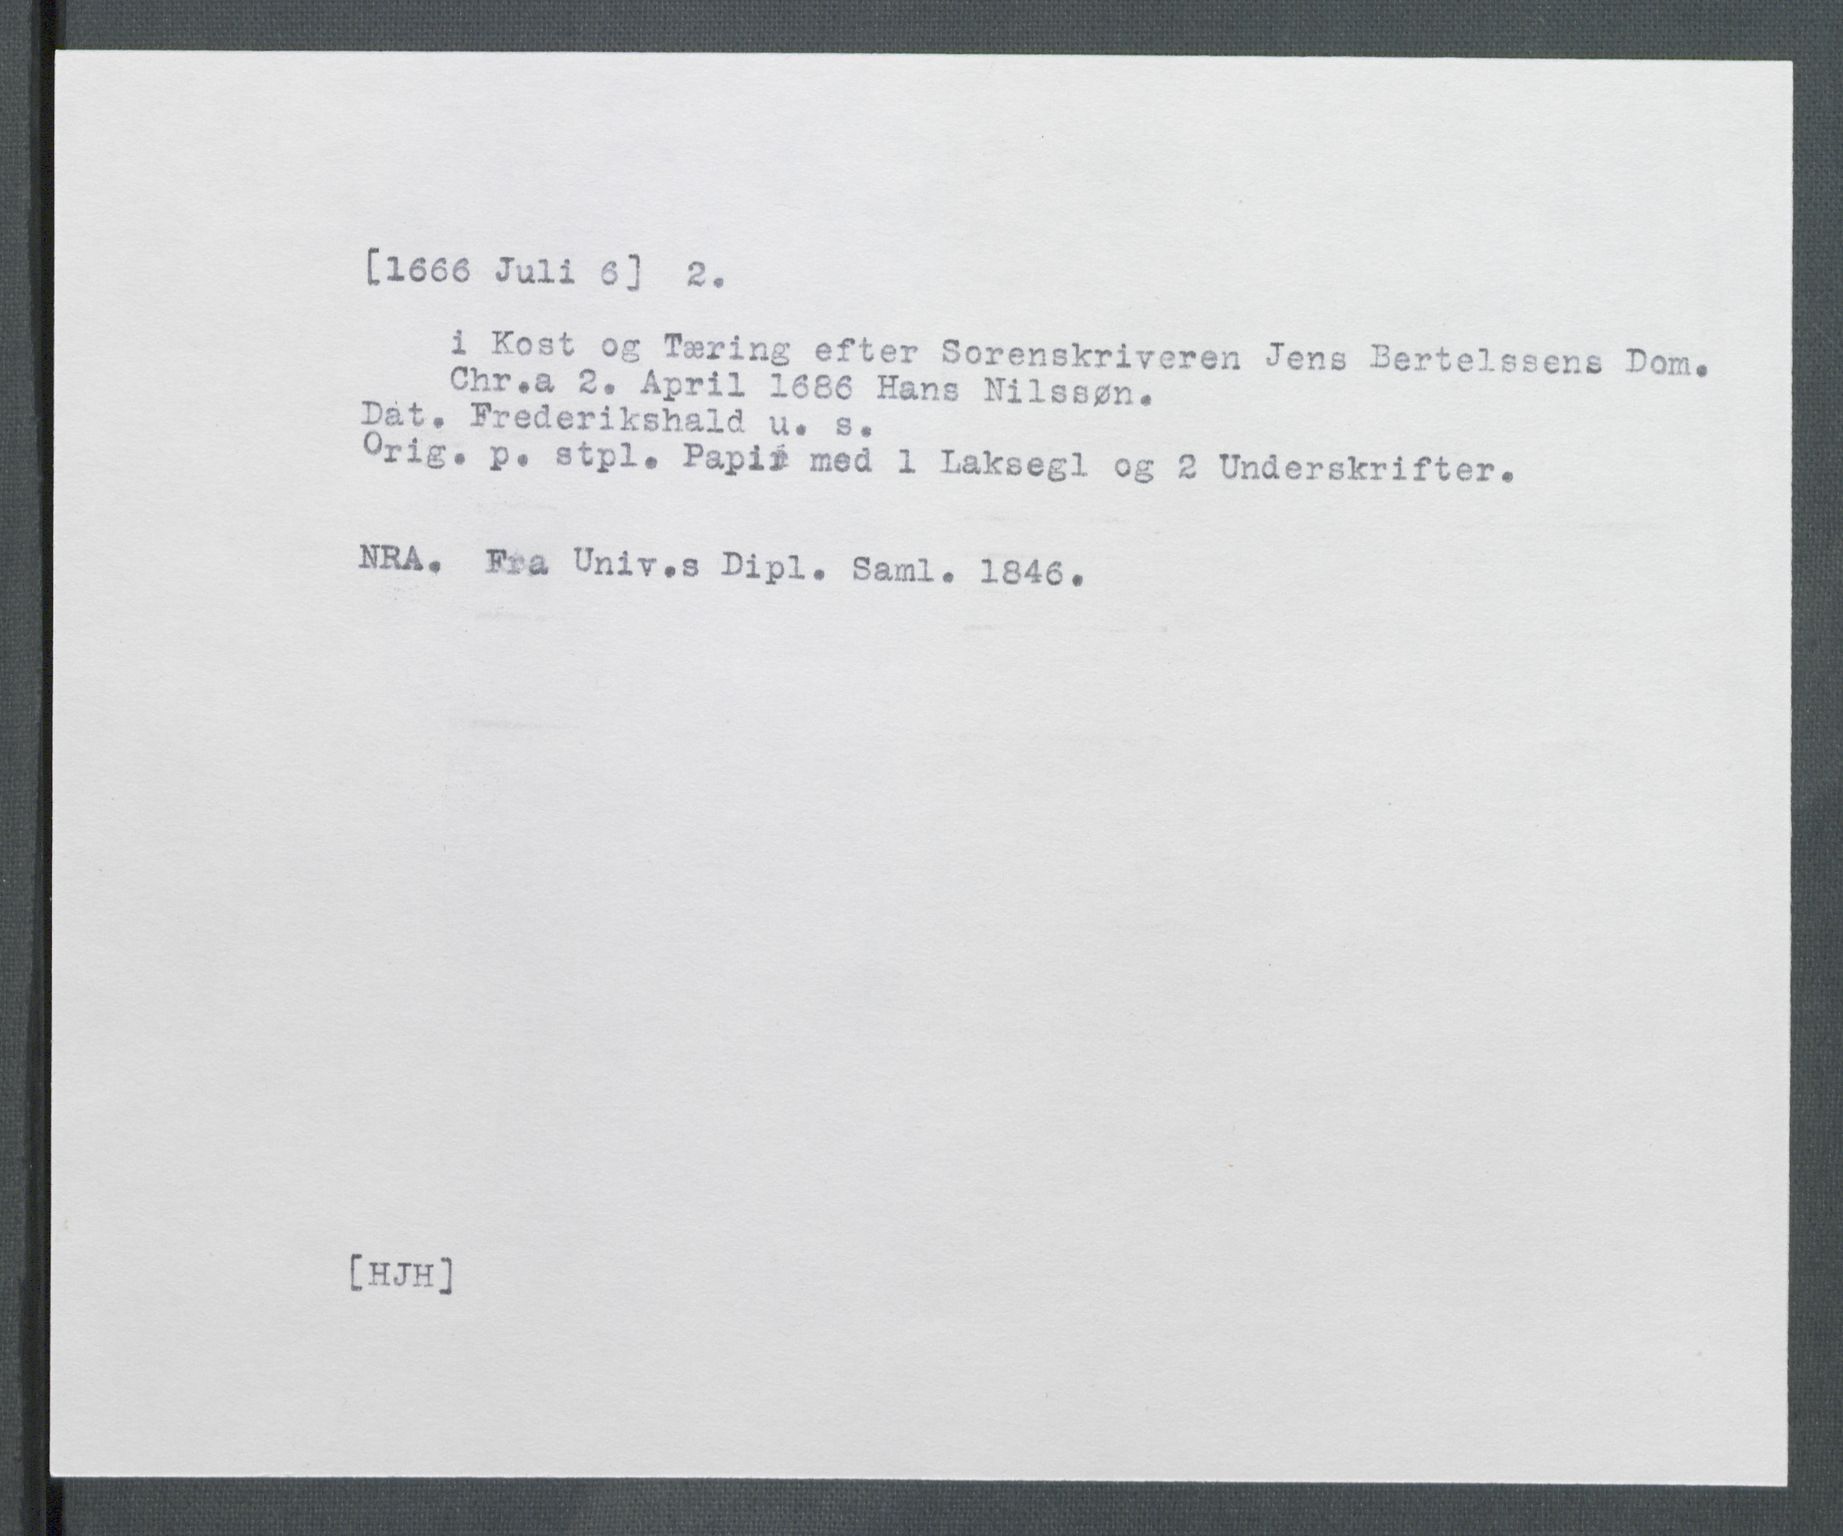 [1666 Juli 6]  2.
i Kost og Tæring efter Sorenskriveren Jens Bertelssens Dom.
Chr.a 2. April 1686 Hans Nilssøn.
Dat. Frederikshald u. s.
Orig. p. stpl. Papir med 1 Laksegl og 2 Underskrifter.
NRA.  Fra Univ.s Dipl. Saml. 1846.
[HJH]